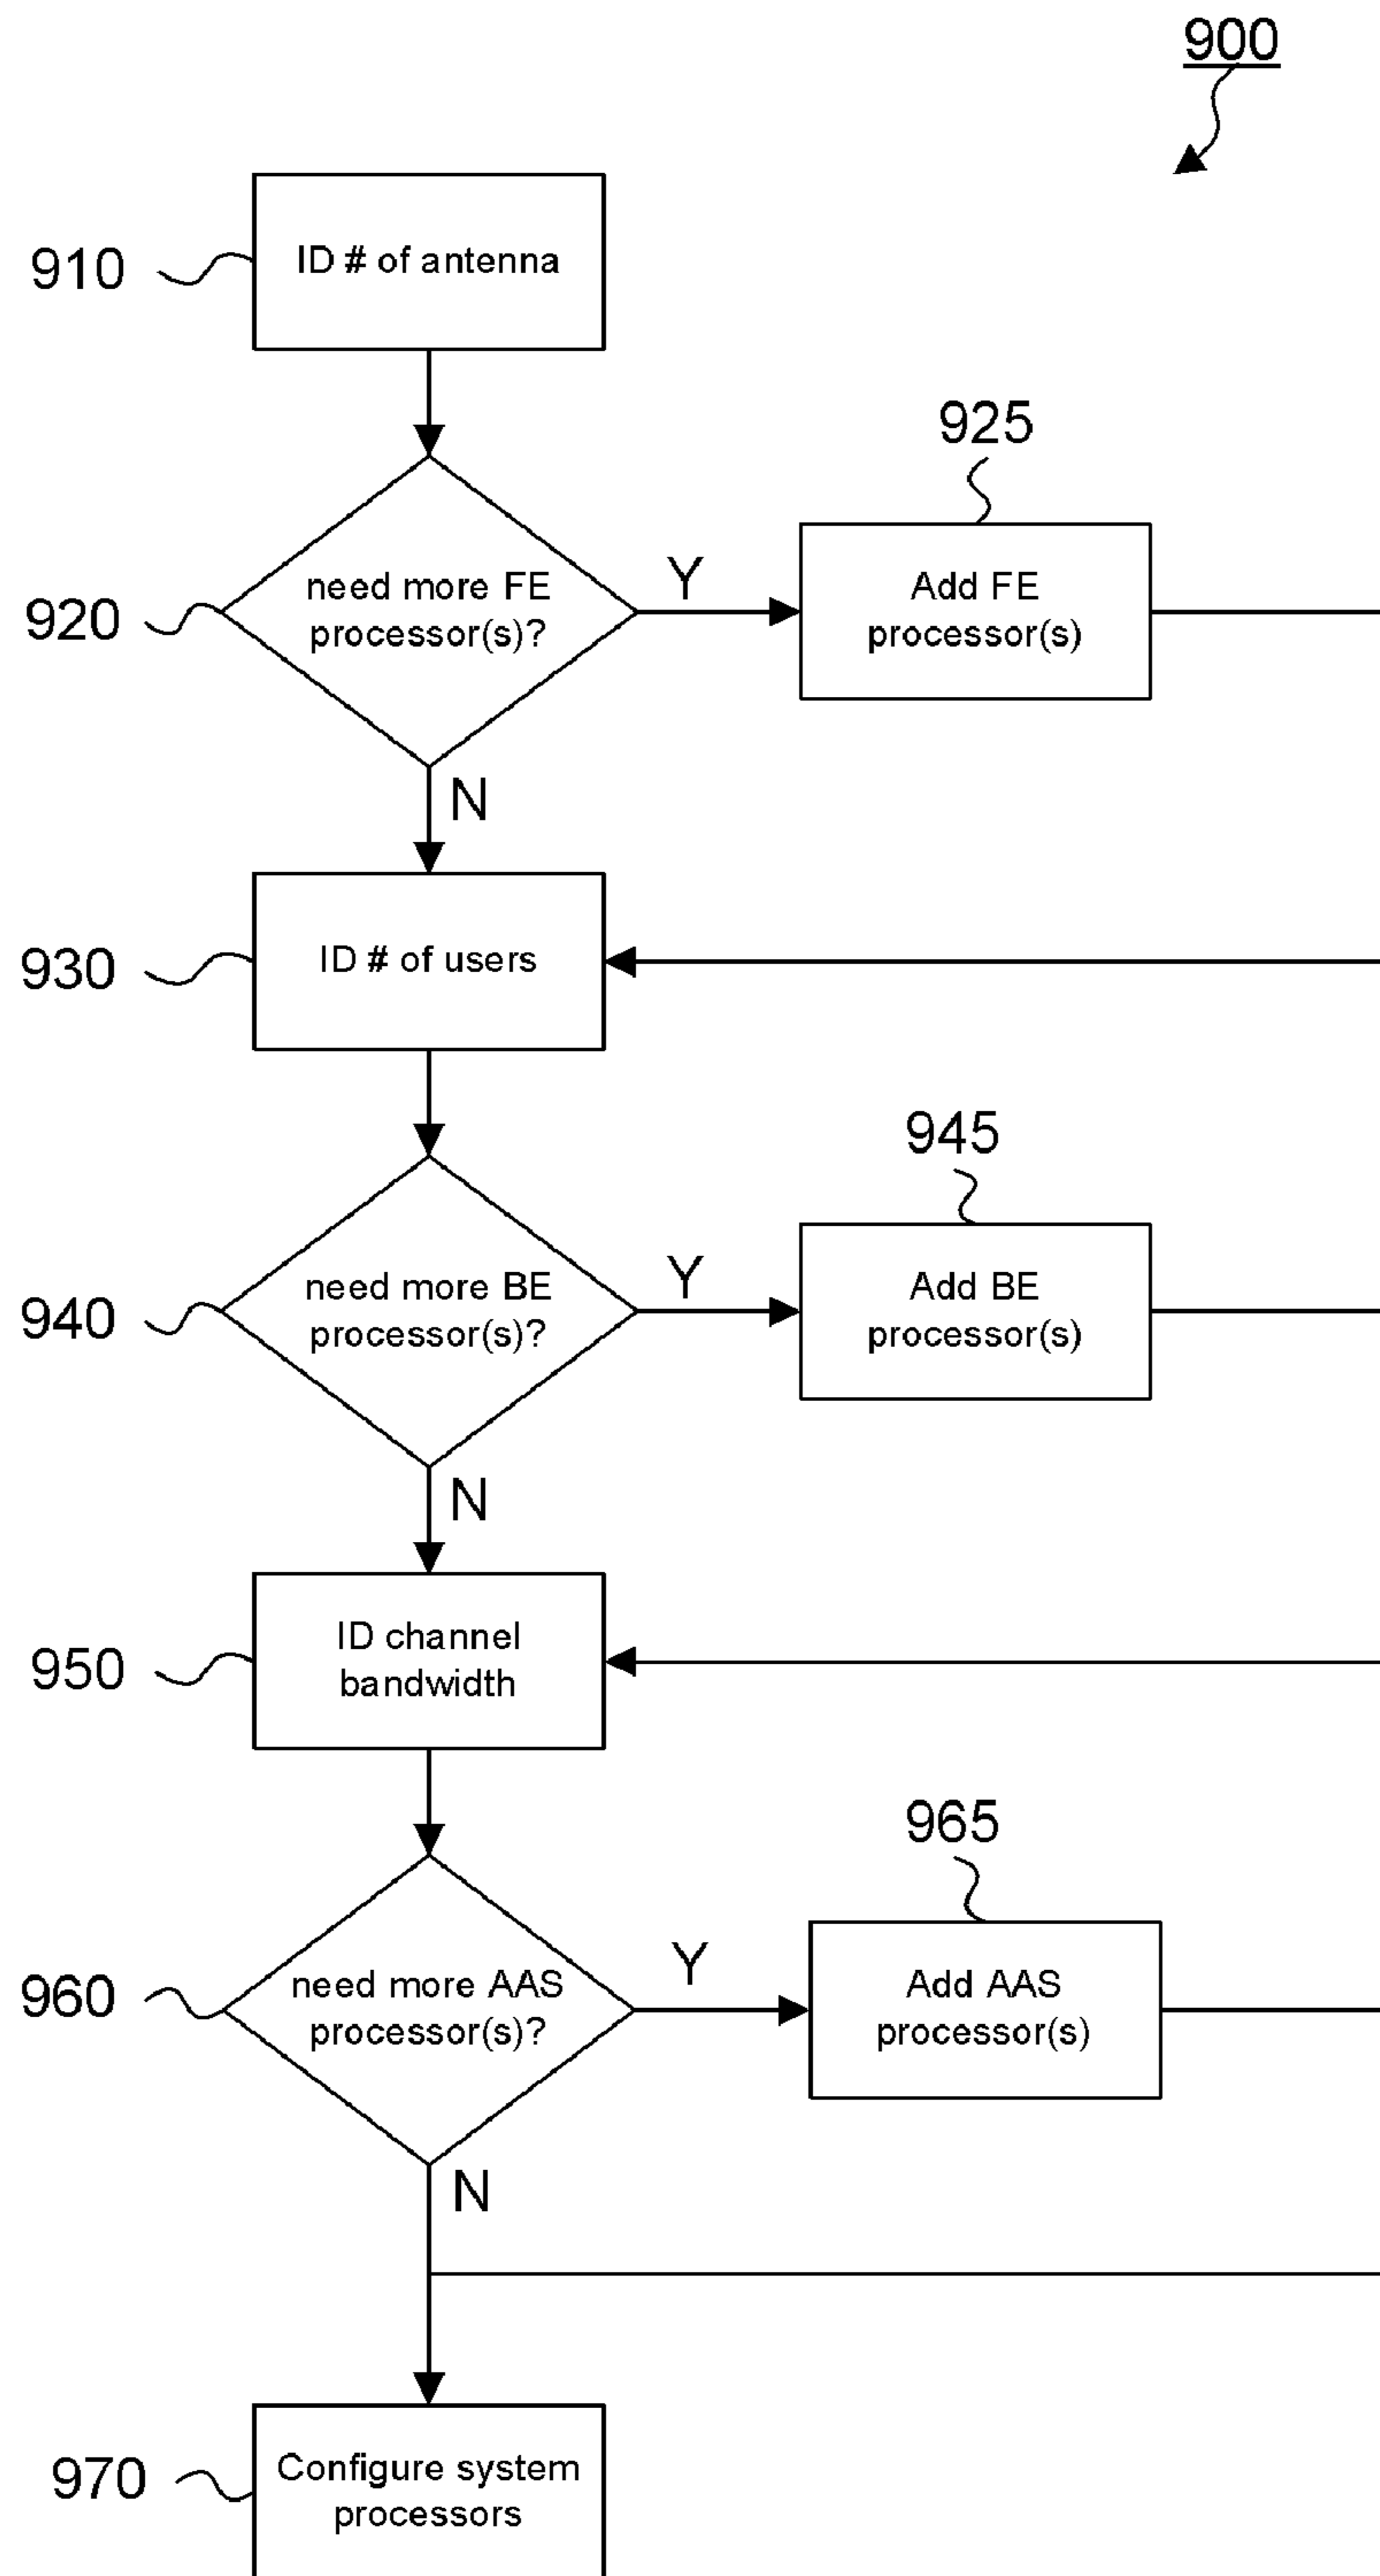 900
910
ID # of antenna
925
920
need more FE
processor(s)?
Y
Add FE
processor(s)
N
930
ID # of users
945
940
need more BE
processor(s)?
Y
Add BE
processor(s)
N
950
ID channel
bandwidth
965
960
need more AAS
processor(s)?
Y
Add AAS
processor(s)
N
970
Configure system
processors